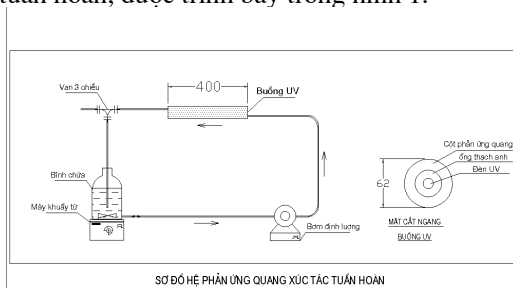 tuần hoàn, được trình bày trong hình 1.
400
Van 3 chiều
Buồng UV
Cột phản ứng quang
ống thạch anh
Đèn UV
Bình chứa
62
Máy khuấy từ
Bơm định lượng
MẶT CẮT NGANG
BUỒNG UV
SƠ ĐỒ HỆ PHẢN ỨNG QUANG XÚC TÁC TUẦN HOÀN